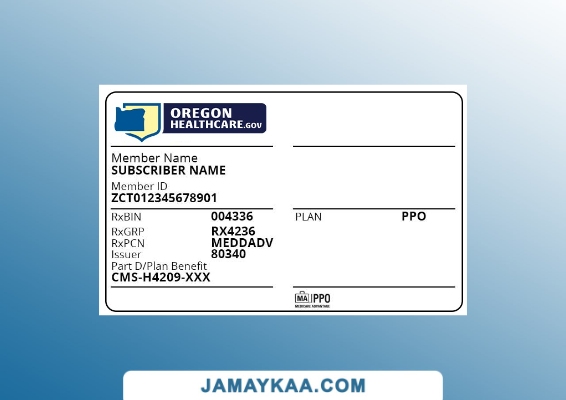 OREGON
HEALTHCARE.GOV
Member Name
SUBSCRIBER NAME
Member ID
ZCT012345678901
RxBIN 004336
RxGRP RX4236
RxPCN MEDDADV
Issuer 80340
Part D/Plan Benefit
CMS-H4209-XXX
PLAN PPO
MA PPO
MEDICARE ADVANTAGE
JAMAYKAA.COM